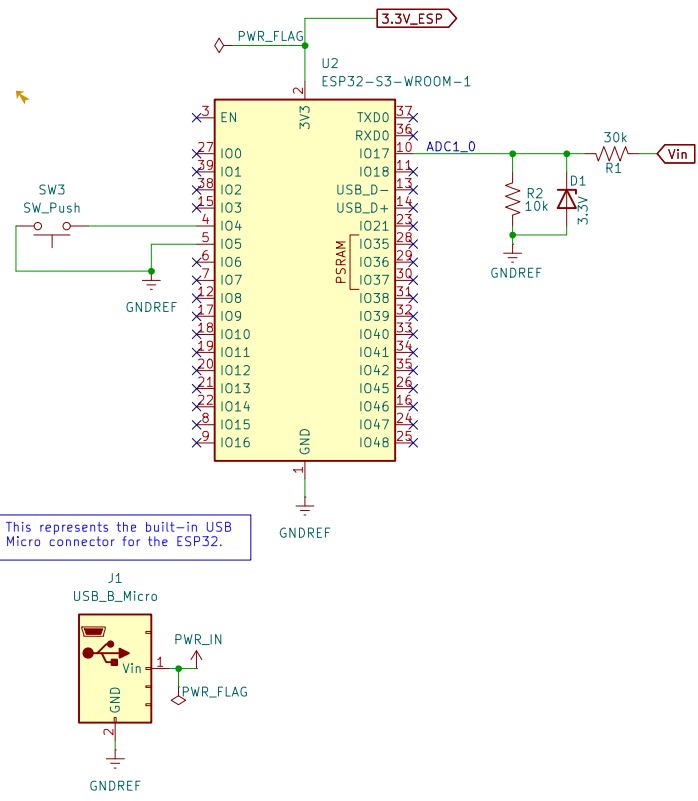 3.3V_ESP
PWR_FLAG
U2
ESP32-S3-WROOM-1
2
3V3
3 EN
TXD0 37
RXD0 36
27 IO0
IO17 10
ADC1_0
30k
R1
Vin
39 IO1
IO18 11
38 IO2
USB_D- 13
15 IO3
USB_D+ 14
R2
10k
D1
3.3V
SW3
SW_Push
4 IO4
IO21 23
5 IO5
IO35 28
6 IO6
IO36 29
7 IO7
IO37 30
PSRAM
GNDREF
GNDREF
12 IO8
IO38 31
17 IO9
IO39 32
18 IO10
IO40 33
19 IO11
IO41 34
20 IO12
IO42 35
21 IO13
IO45 26
22 IO14
IO46 16
8 IO15
IO47 24
9 IO16
IO48 25
GND
1
GNDREF
This represents the built-in USB
Micro connector for the ESP32.
J1
USB_B_Micro
PWR_IN
Vin 1
PWR_FLAG
GND
2
GNDREF